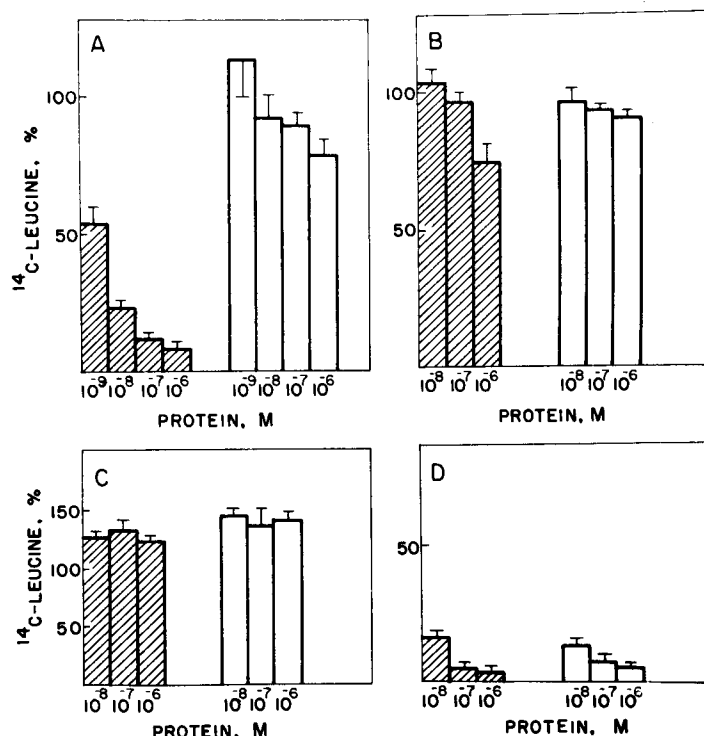 A
100
50
¹⁴C-LEUCINE, %
10⁻⁹ 10⁻⁸ 10⁻⁷ 10⁻⁶
10⁻⁹ 10⁻⁸ 10⁻⁷ 10⁻⁶
PROTEIN, M
B
100
50
10⁻⁸ 10⁻⁷ 10⁻⁶
10⁻⁸ 10⁻⁷ 10⁻⁶
PROTEIN, M
C
150
100
50
¹⁴C-LEUCINE, %
10⁻⁸ 10⁻⁷ 10⁻⁶
10⁻⁸ 10⁻⁷ 10⁻⁶
PROTEIN, M
D
50
10⁻⁸ 10⁻⁷ 10⁻⁶
10⁻⁸ 10⁻⁷ 10⁻⁶
PROTEIN, M